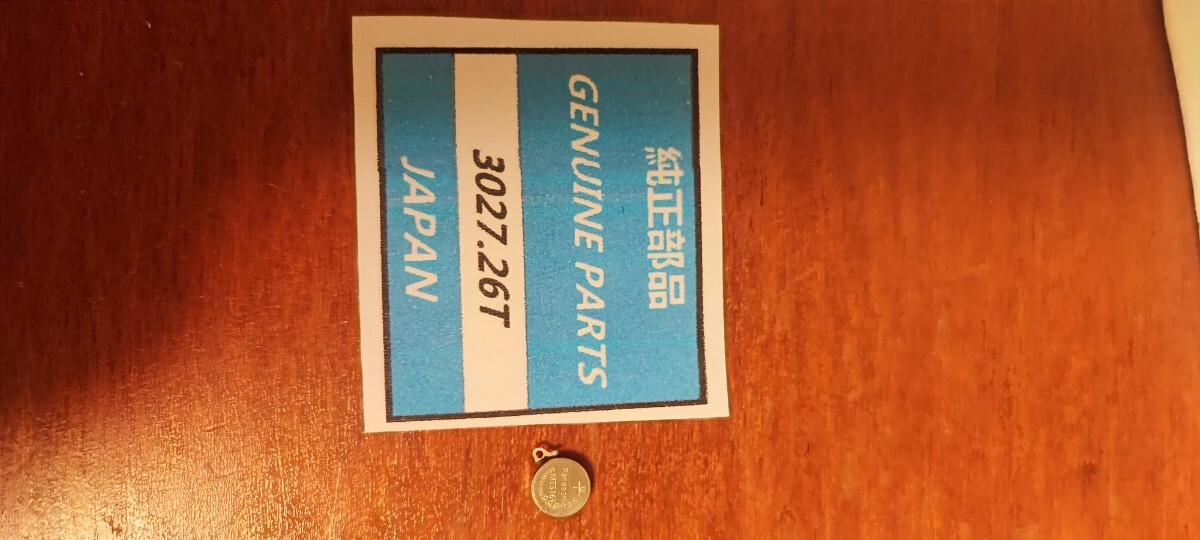 純正部品
GENUINE PARTS
3027.26T
JAPAN
+
Panasonic